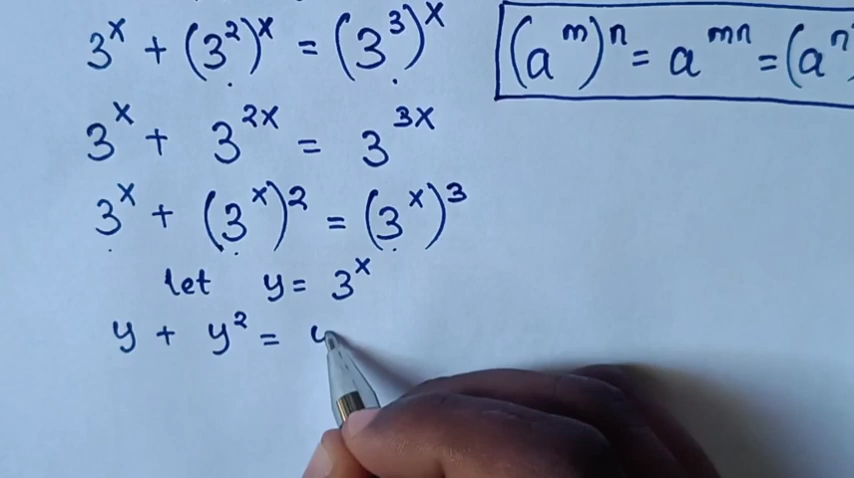 3^x + (3^2)^x = (3^3)^x
(a^m)^n = a^{mn} = (a^n)
3^x + 3^{2x} = 3^{3x}
3^x + (3^x)^2 = (3^x)^3
let y = 3^x
y + y^2 =